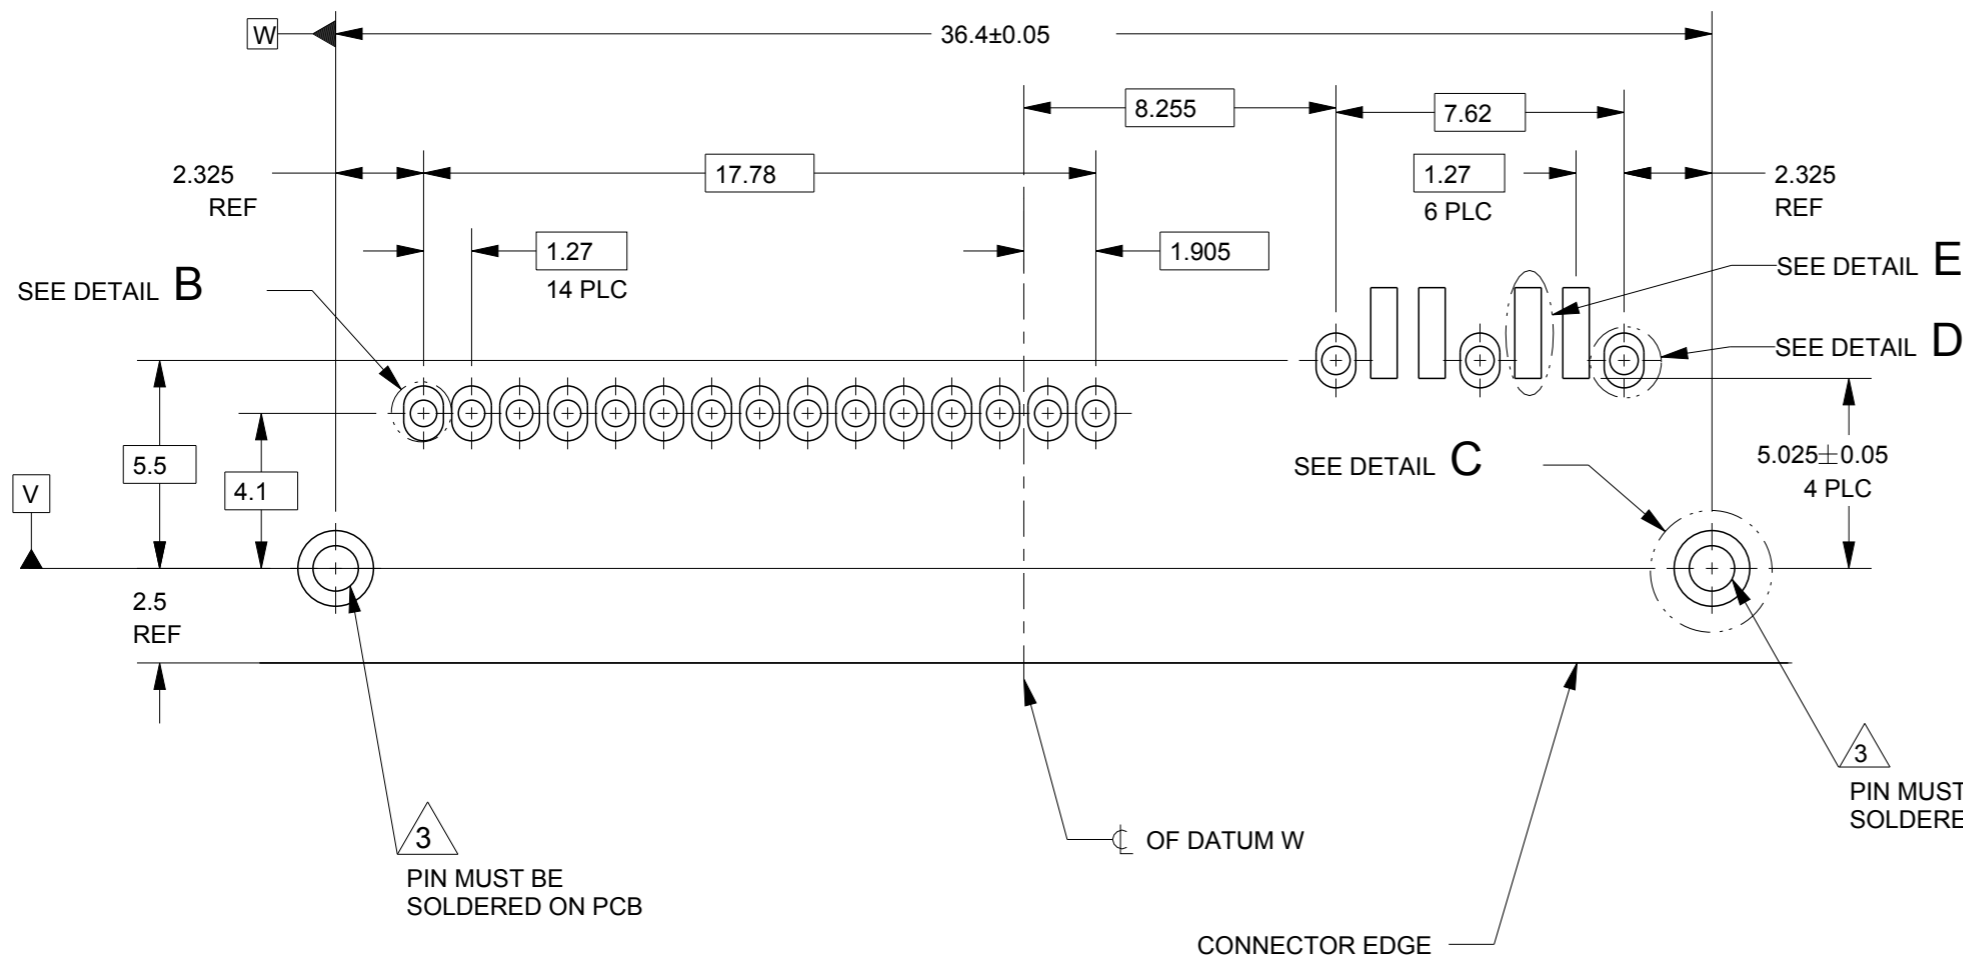 W
36.4±0.05
8.255
7.62
2.325
REF
17.78
1.27
6 PLC
2.325
REF
1.27
14 PLC
1.905
SEE DETAIL B
SEE DETAIL E
SEE DETAIL D
5.5
4.1
V
SEE DETAIL C
5.025±0.05
4 PLC
2.5
REF
3
PIN MUST BE
SOLDERED ON PCB
℄ OF DATUM W
3
PIN MUST
SOLDERE
CONNECTOR EDGE